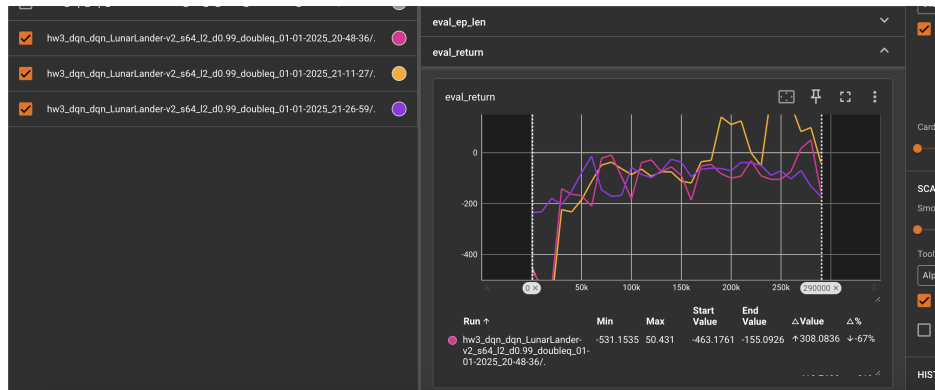 hw3_dqn_dqn_LunarLander-v2_s64_l2_d0.99_doubleq_01-01-2025_20-48-36/.
hw3_dqn_dqn_LunarLander-v2_s64_l2_d0.99_doubleq_01-01-2025_21-11-27/.
hw3_dqn_dqn_LunarLander-v2_s64_l2_d0.99_doubleq_01-01-2025_21-26-59/.
eval_ep_len
eval_return
eval_return
0
-200
-400
0 × 50k 100k 150k 200k 250k 290000 ×
Run ↑ Min Max Start Value End Value △Value △%
hw3_dqn_dqn_LunarLander- -531.1535 50.431 -463.1761 -155.0926 ↑308.0836 ↓-67%
v2_s64_l2_d0.99_doubleq_01-
01-2025_20-48-36/.
Card
SCA
Smo
Tool
Alp
HIST